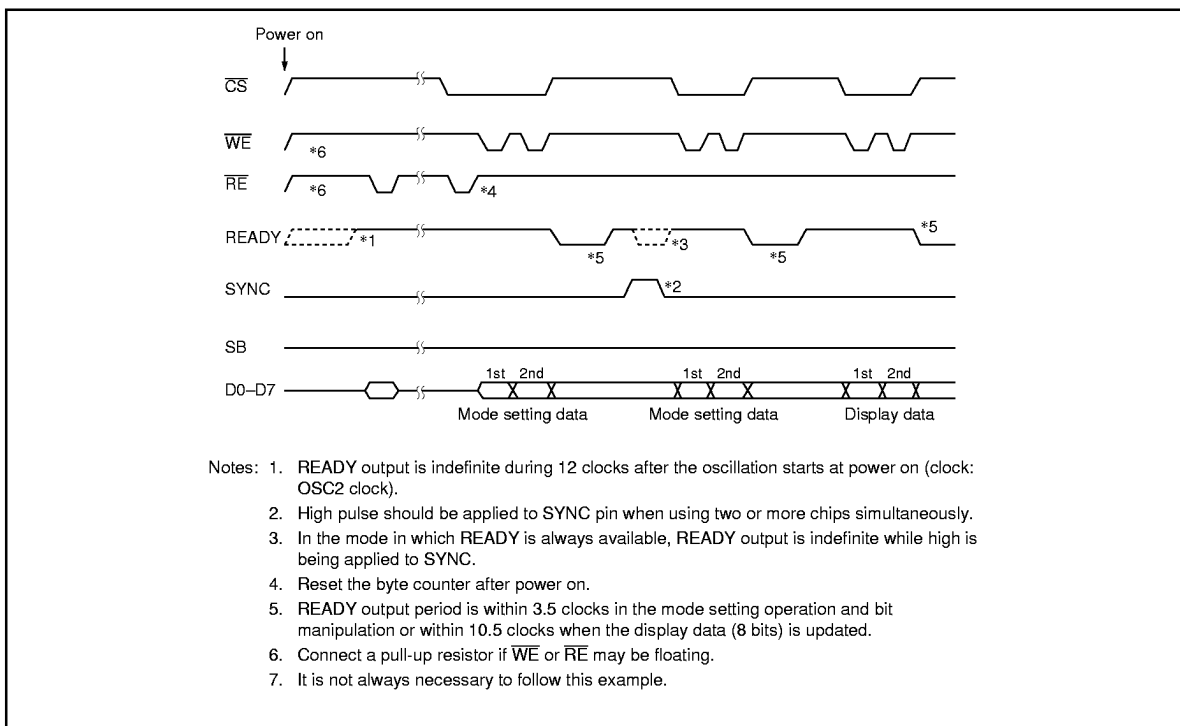 Power on
CS
WE
*6
RE
*6
*4
READY
*1
*5
*3
*5
*5
SYNC
*2
SB
D0–D7
1st 2nd
1st 2nd
1st 2nd
Mode setting data
Mode setting data
Display data
Notes: 1. READY output is indefinite during 12 clocks after the oscillation starts at power on (clock:
OSC2 clock).
2. High pulse should be applied to SYNC pin when using two or more chips simultaneously.
3. In the mode in which READY is always available, READY output is indefinite while high is
being applied to SYNC.
4. Reset the byte counter after power on.
5. READY output period is within 3.5 clocks in the mode setting operation and bit
manipulation or within 10.5 clocks when the display data (8 bits) is updated.
6. Connect a pull-up resistor if WE or RE may be floating.
7. It is not always necessary to follow this example.